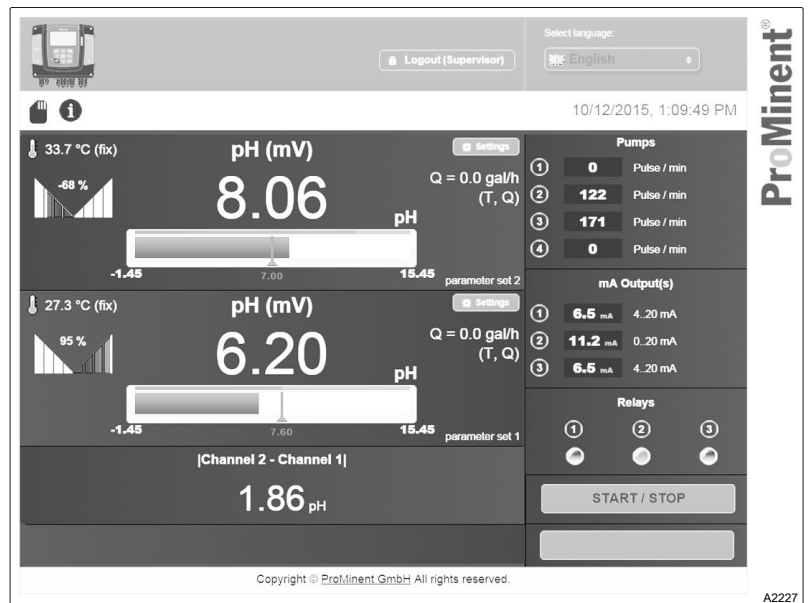 Logout (Supervisor)
Select language:
English
ProMinent®
10/12/2015, 1:09:49 PM
33.7 °C (fix)
pH (mV)
Settings
-68 %
8.06
pH
Q = 0.0 gal/h
(T, Q)
-1.45
7.00
15.45
parameter set 2
27.3 °C (fix)
pH (mV)
Settings
95 %
6.20
pH
Q = 0.0 gal/h
(T, Q)
-1.45
7.60
15.45
parameter set 1
|Channel 2 - Channel 1|
1.86 pH
Pumps
1 0 Pulse / min
2 122 Pulse / min
3 171 Pulse / min
4 0 Pulse / min
mA Output(s)
1 6.5 mA 4..20 mA
2 11.2 mA 0..20 mA
3 6.5 mA 4..20 mA
Relays
1 2 3
START / STOP
Copyright © ProMinent GmbH All rights reserved.
A2227